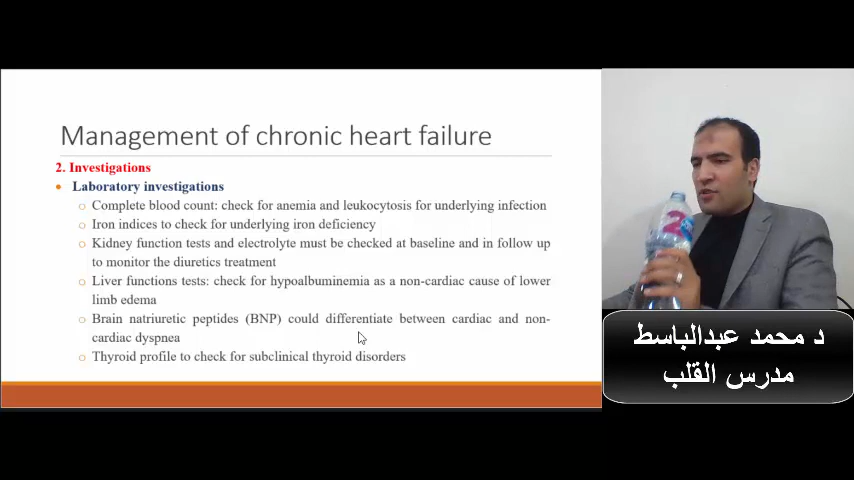 Management of chronic heart failure
2. Investigations
• Laboratory investigations
○ Complete blood count: check for anemia and leukocytosis for underlying infection
○ Iron indices to check for underlying iron deficiency
○ Kidney function tests and electrolyte must be checked at baseline and in follow up
to monitor the diuretics treatment
○ Liver functions tests: check for hypoalbuminemia as a non-cardiac cause of lower
limb edema
○ Brain natriuretic peptides (BNP) could differentiate between cardiac and non-
cardiac dyspnea
○ Thyroid profile to check for subclinical thyroid disorders
د محمد عبدالباسط
مدرس القلب